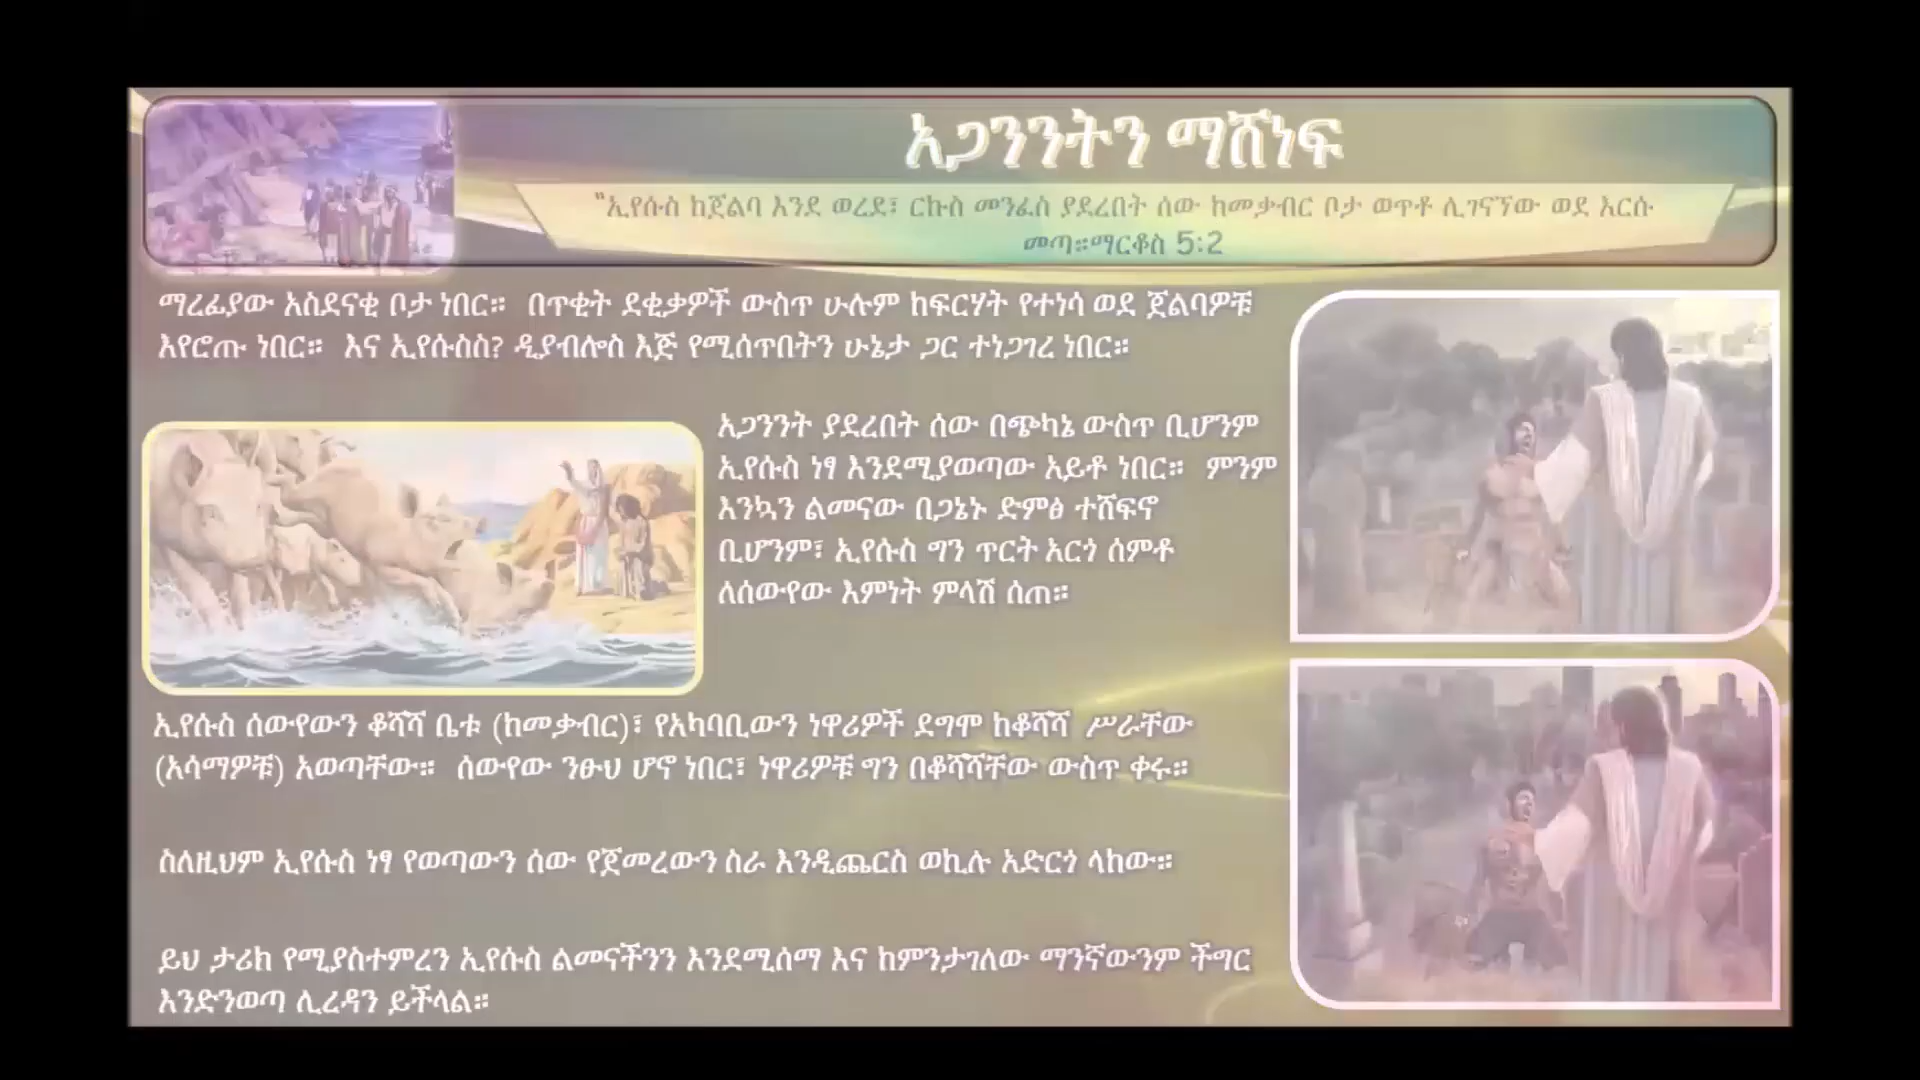 አጋንንትን ማሸነፍ
"ኢየሱስ ከጀልባ እንደ ወረደ፣ ርኩስ መንፈስ ያደረበት ሰው ከመቃብር ቦታ ወጥቶ ሊገናኘው ወደ እርሱ
መጣ።ማርቆስ 5:2
ማረፊያው አስደናቂ ቦታ ነበር። በጥቂት ደቂቃዎች ውስጥ ሁሉም ከፍርሃት የተነሳ ወደ ጀልባዎቹ
እየሮጡ ነበር። እና ኢየሱስስ? ዲያብሎስ እጅ የሚሰጥበትን ሁኔታ ጋር ተነጋገረ ነበር።
አጋንንት ያደረበት ሰው በጭካኔ ውስጥ ቢሆንም
ኢየሱስ ነፃ እንደሚያወጣው አይቶ ነበር። ምንም
እንኳን ልመናው በጋኔኑ ድምፅ ተሸፍኖ
ቢሆንም፣ ኢየሱስ ግን ጥርት አርጎ ሰምቶ
ለሰውየው እምነት ምላሽ ሰጠ።
ኢየሱስ ሰውየውን ቆሻሻ ቤቱ (ከመቃብር)፣ የአካባቢውን ነዋሪዎች ደግሞ ከቆሻሻ ሥራቸው
(አሳማዎቹ) አወጣቸው። ሰውየው ንፁህ ሆኖ ነበር፣ ነዋሪዎቹ ግን በቆሻሻቸው ውስጥ ቀሩ።
ስለዚህም ኢየሱስ ነፃ የወጣውን ሰው የጀመረውን ስራ እንዲጨርስ ወኪሉ አድርጎ ላከው።
ይህ ታሪክ የሚያስተምረን ኢየሱስ ልመናችንን እንደሚሰማ እና ከምንታገለው ማንኛውንም ችግር
እንድንወጣ ሊረዳን ይችላል።